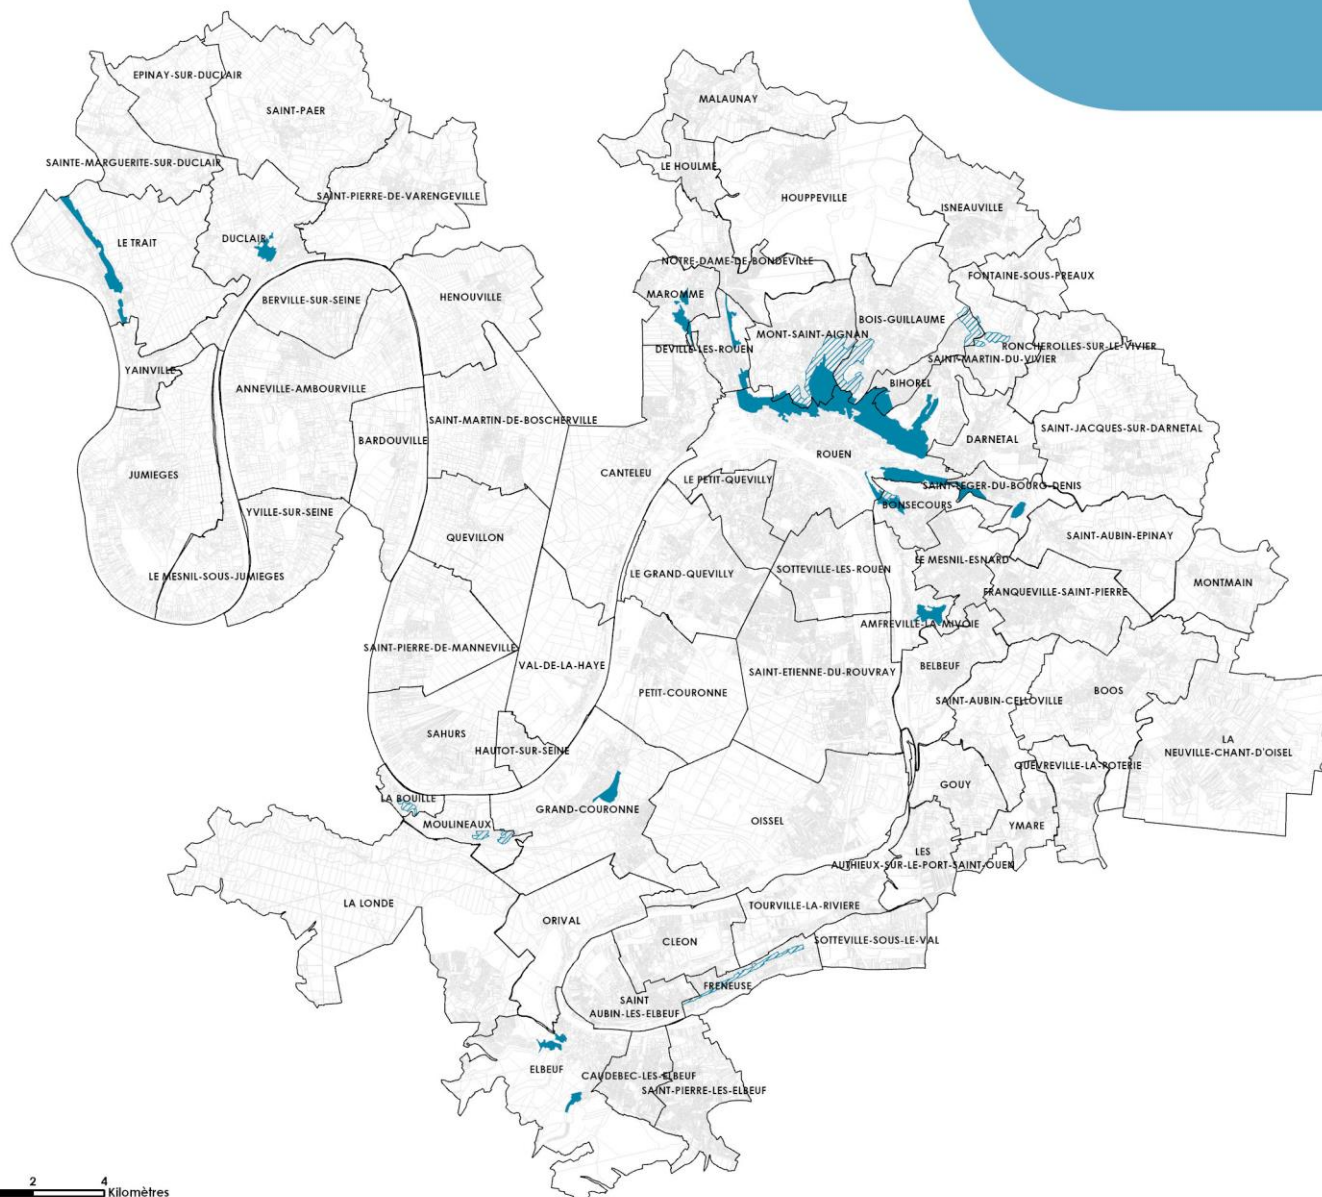 EPINAY-SUR-DUCLAIR
MALAUNAY
SAINT-PAER
SAINTE-MARGUERITE-SUR-DUCLAIR
LE HOULME
SAINT-PIERRE-DE-VARENGEVILLE
HOUPPEVILLE
ISNEAUVILLE
LE TRAIT
DUCLAIR
NOTRE-DAME-DE-BONDEVILLE
FONTAINE-SOUS-PREAUX
BERVILLE-SUR-SEINE
HENOUVILLE
MAROMME
BOIS-GUILLAUME
MONT-SAINT-AIGNAN
DEVILLE-LES-ROUEN
RONCHEROLLES-SUR-LE-VIVIER
SAINT-MARTIN-DU-VIVIER
YAINVILLE
ANNEVILLE-AMBOURVILLE
BIHOREL
SAINT-MARTIN-DE-BOSCHERVILLE
SAINT-JACQUES-SUR-DARNETAL
BARDOUVILLE
DARNETAL
ROUEN
JUMIEGES
CANTELEU
LE PETIT-QUEVILLY
SAINT-LEGER-DU-BOURG-DENIS
BONSECOURS
YVILLE-SUR-SEINE
QUEVILLON
SAINT-AUBIN-EPINAY
LE MESNIL-ESNARD
LE MESNIL-SOUS-JUMIEGES
LE GRAND-QUEVILLY
SOTTEVILLE-LES-ROUEN
MONTMAIN
FRANQUEVILLE-SAINT-PIERRE
AMFREVILLE-LA-MIVOIE
SAINT-PIERRE-DE-MANNEVILLE
VAL-DE-LA-HAYE
SAINT-ETIENNE-DU-ROUVRAY
BELBEUF
PETIT-COURONNE
BOOS
SAINT-AUBIN-CELLOVILLE
SAHURS
HAUTOT-SUR-SEINE
LA
NEUVILLE-CHANT-D'OISEL
QUEVREVILLE-LA-POTERIE
GOUY
LA BOUILLE
GRAND-COURONNE
MOULINEAUX
OISSEL
YMARE
LES
AUTHIEUX-SUR-LE-PORT-SAINT-OUEN
LA LONDE
TOURVILLE-LA-RIVIERE
ORIVAL
CLEON
SOTTEVILLE-SOUS-LE-VAL
FRENEUSE
SAINT
AUBIN-LES-ELBEUF
ELBEUF
CAUDEBEC-LES-ELBEUF
SAINT-PIERRE-LES-ELBEUF
2 4
Kilomètres